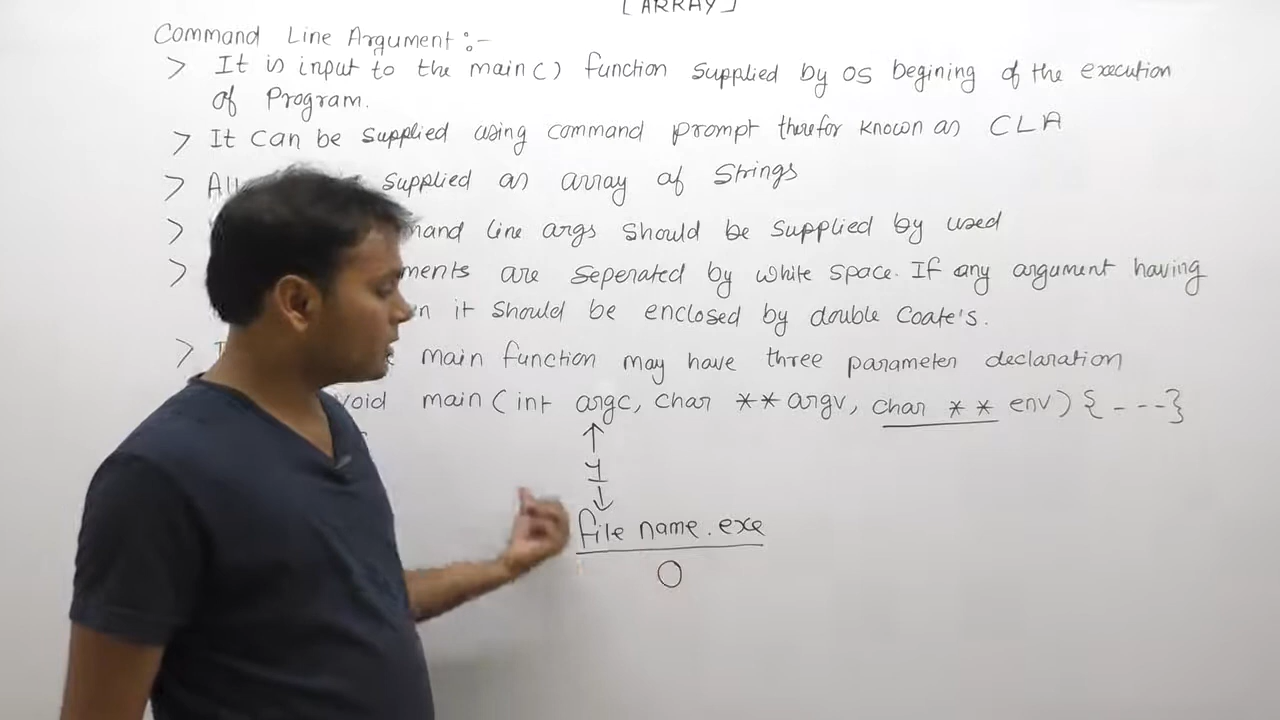 [ARRAY]
Command Line Argument :-
> It is input to the main() function supplied by OS begining of the execution
of Program.
> It can be supplied using command prompt therefor known as CLA
> All supplied as array of strings
> mand line args should be supplied by used
> ments are seperated by white space. If any argument having
n it should be enclosed by double Coate's.
> main function may have three parameter declaration
void main(int argc, char **argv, char ** env){----}
↑
1
↓
file name.exe
0